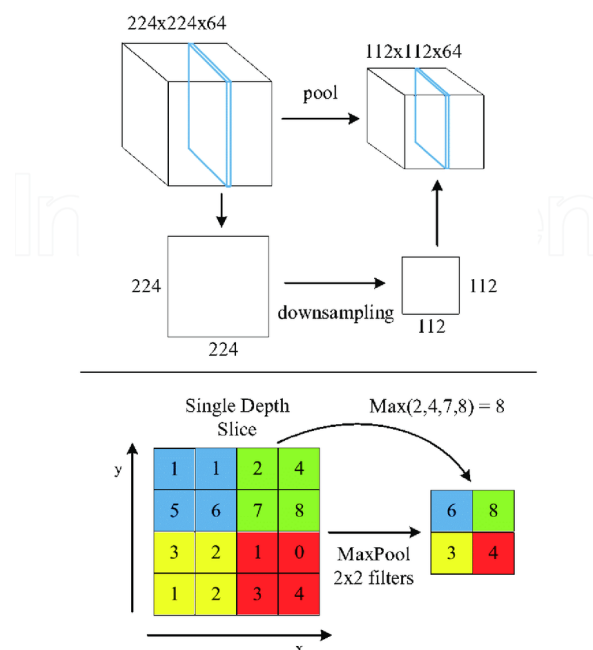 224x224x64
112x112x64
pool
224
112
downsampling
112
224
Single Depth
Slice
Max(2,4,7,8) = 8
y
1 1 2 4
5 6 7 8
6 8
3 2 1 0
3 4
MaxPool
2x2 filters
1 2 3 4
x